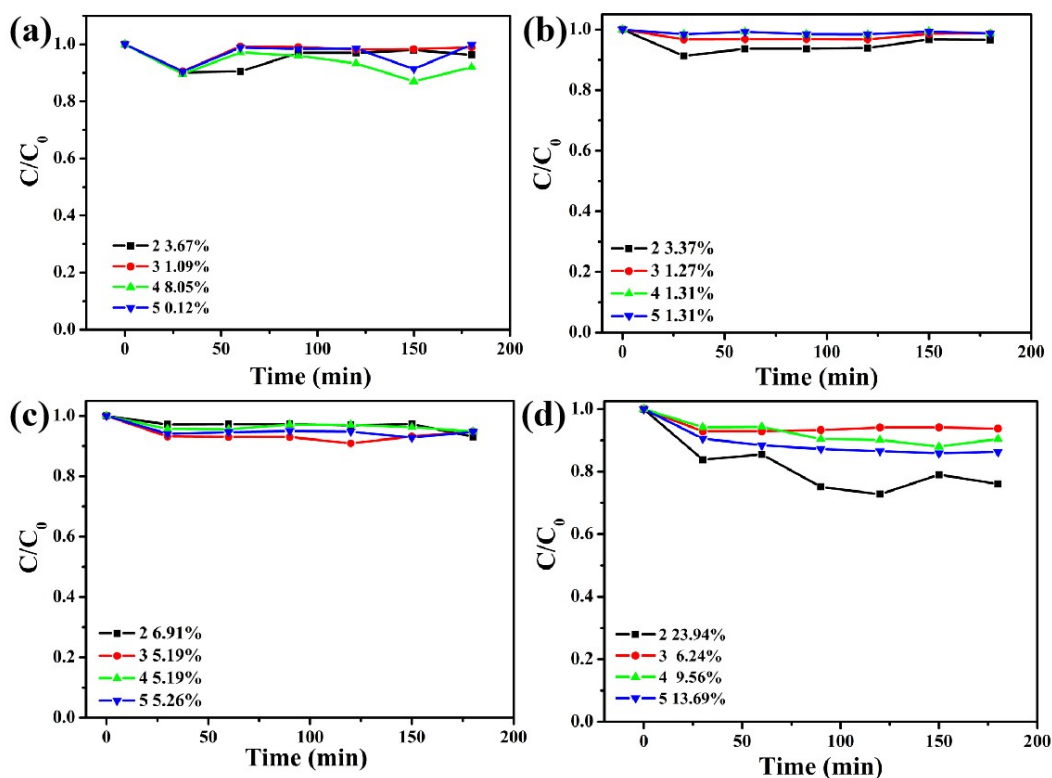 (a)
C/C0
1.0
0.8
0.6
0.4
0.2
0.0
2 3.67%
3 1.09%
4 8.05%
5 0.12%
0 50 100 150 200
Time (min)
(b)
C/C0
1.0
0.8
0.6
0.4
0.2
0.0
2 3.37%
3 1.27%
4 1.31%
5 1.31%
0 50 100 150 200
Time (min)
(c)
C/C0
1.0
0.8
0.6
0.4
0.2
0.0
2 6.91%
3 5.19%
4 5.19%
5 5.26%
0 50 100 150 200
Time (min)
(d)
C/C0
1.0
0.8
0.6
0.4
0.2
0.0
2 23.94%
3 6.24%
4 9.56%
5 13.69%
0 50 100 150 200
Time (min)